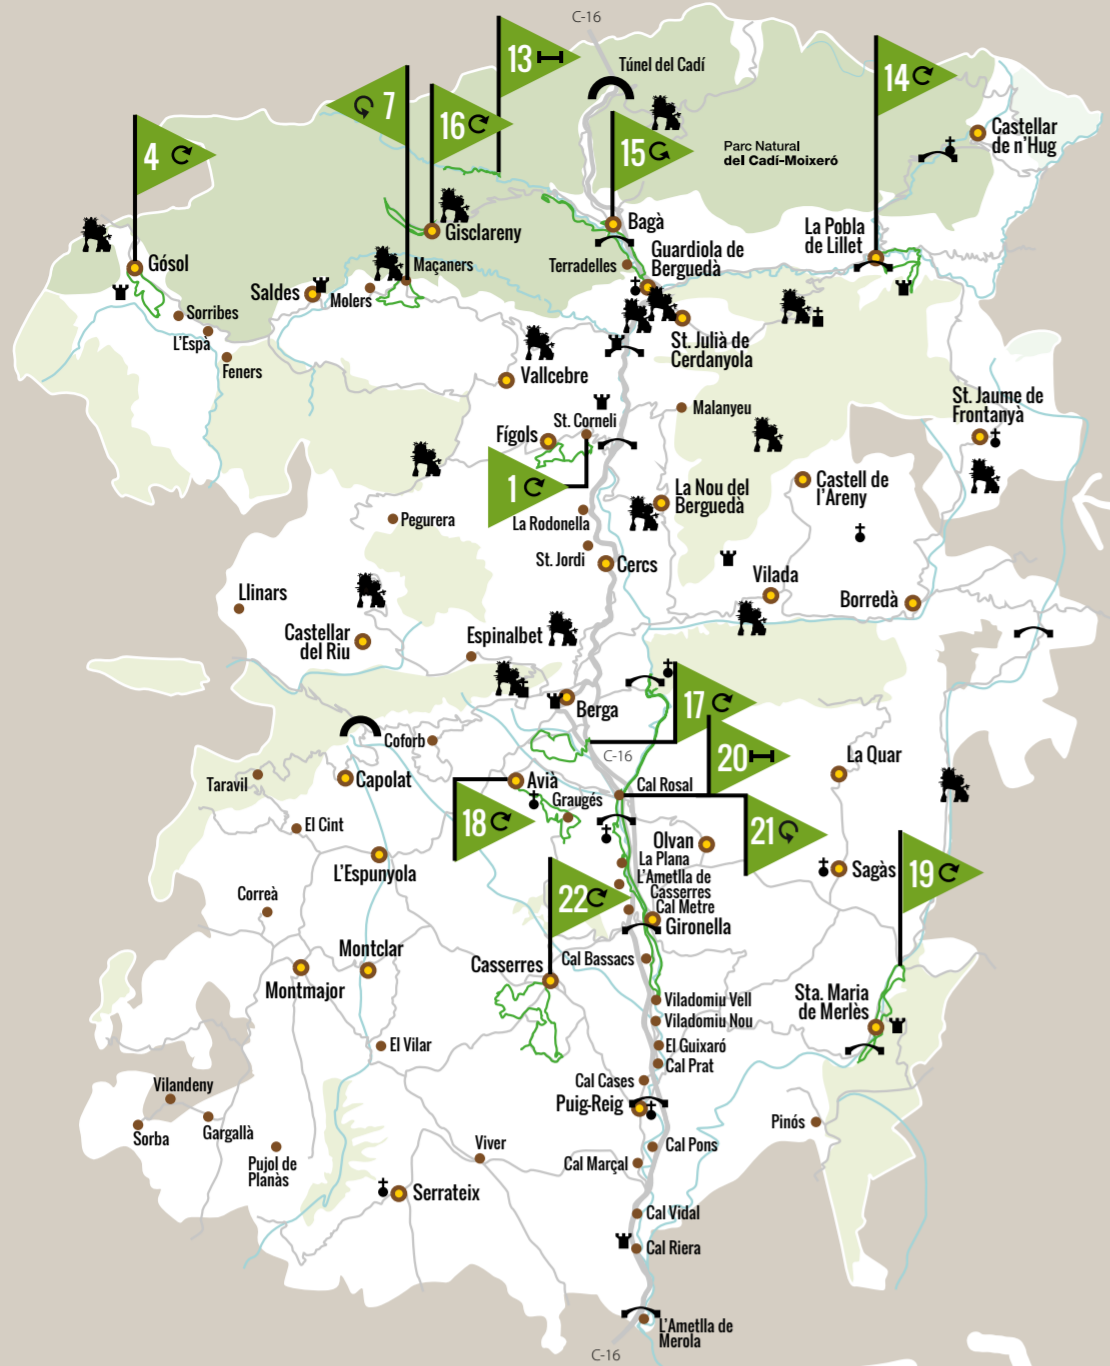 C-16
13
Túnel del Cadí
14
7
16
4
15
Parc Natural
del Cadí-Moixeró
Castellar
de n'Hug
Bagà
Gisclareny
La Pobla
de Lillet
Guardiola de
Berguedà
Terradelles
Gósol
Maçaners
Saldes
Molers
Sorribes
L'Espà
Feners
St. Julià de
Cerdanyola
Vallcebre
Malanyeu
St. Jaume de
Frontanyà
St. Corneli
Fígols
1
Castell de
l'Areny
La Nou del
Berguedà
La Rodonella
Pegurera
St. Jordi
Cercs
Vilada
Borredà
Llinars
Castellar
del Riu
Espinalbet
Berga
17
Coforb
C-16
20
La Quar
Taravil
Capolat
Avià
Cal Rosal
Graugés
18
21
El Cint
Olvan
L'Espunyola
La Plana
L'Ametlla de
Casserres
Sagàs
19
22
Cal Metre
Gironella
Correà
Montclar
Casserres
Cal Bassacs
Montmajor
Sta. Maria
de Merlès
Viladomiu Vell
Viladomiu Nou
El Vilar
El Guixaró
Cal Prat
Cal Cases
Vilandeny
Puig-Reig
Sorba
Gargallà
Pinós
Pujol de
Planàs
Viver
Cal Pons
Cal Marçal
Serrateix
Cal Vidal
Cal Riera
L'Ametlla de
Merola
C-16